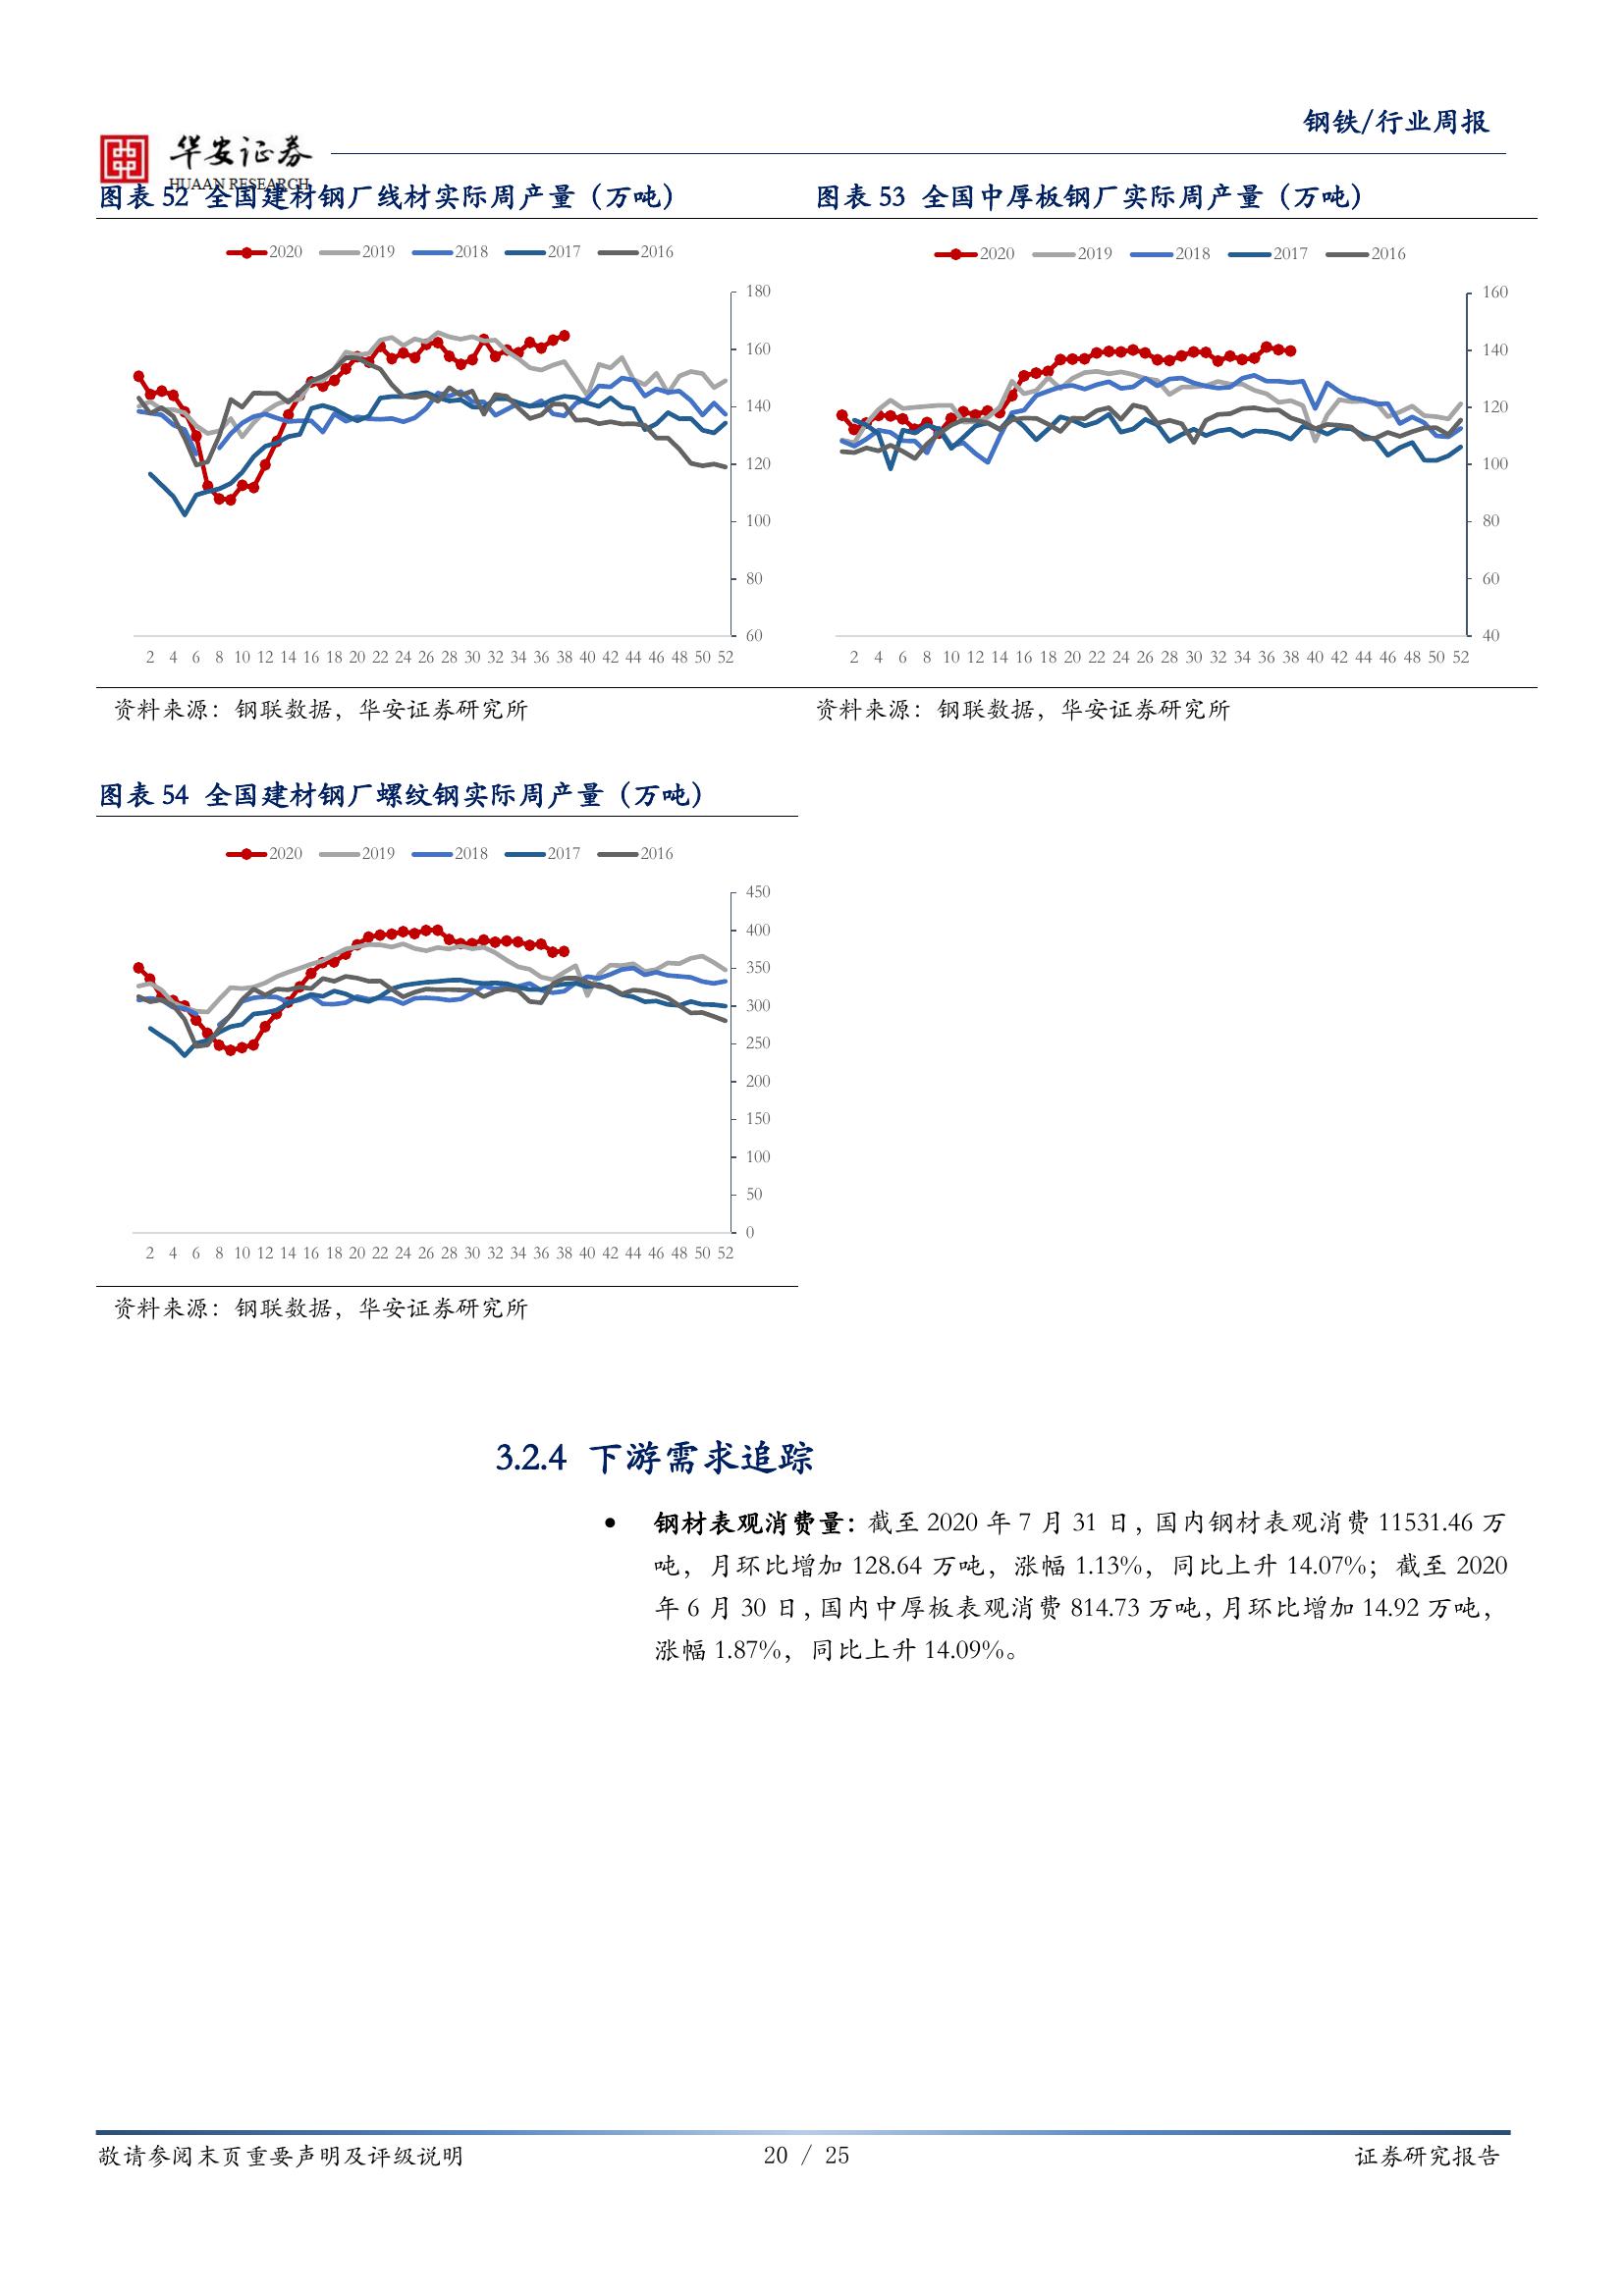 钢铁/行业周报
华安证券
HUAAN RESEARCH
图表 52 全国建材钢厂线材实际周产量（万吨）
2020 2019 2018 2017 2016
180
160
140
120
100
80
60
2 4 6 8 10 12 14 16 18 20 22 24 26 28 30 32 34 36 38 40 42 44 46 48 50 52
资料来源：钢联数据，华安证券研究所
图表 53 全国中厚板钢厂实际周产量（万吨）
2020 2019 2018 2017 2016
160
140
120
100
80
60
40
2 4 6 8 10 12 14 16 18 20 22 24 26 28 30 32 34 36 38 40 42 44 46 48 50 52
资料来源：钢联数据，华安证券研究所
图表 54 全国建材钢厂螺纹钢实际周产量（万吨）
2020 2019 2018 2017 2016
450
400
350
300
250
200
150
100
50
0
2 4 6 8 10 12 14 16 18 20 22 24 26 28 30 32 34 36 38 40 42 44 46 48 50 52
资料来源：钢联数据，华安证券研究所
3.2.4 下游需求追踪
● 钢材表观消费量：截至 2020 年 7 月 31 日，国内钢材表观消费 11531.46 万
吨，月环比增加 128.64 万吨，涨幅 1.13%，同比上升 14.07%；截至 2020
年 6 月 30 日，国内中厚板表观消费 814.73 万吨，月环比增加 14.92 万吨，
涨幅 1.87%，同比上升 14.09%。
敬请参阅末页重要声明及评级说明
20 / 25
证券研究报告